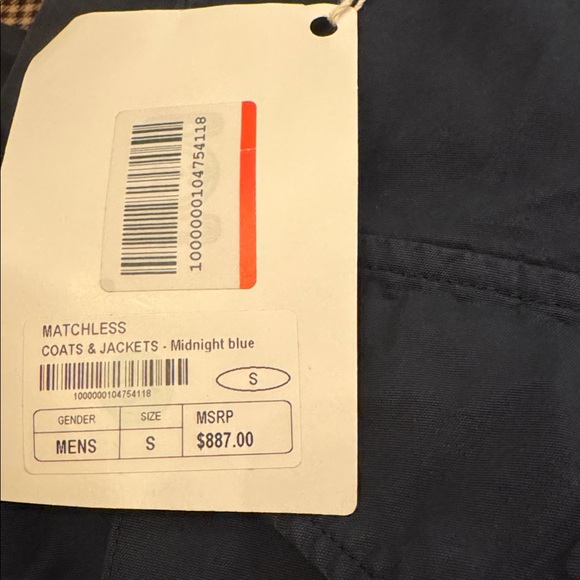 1000000104754118
MATCHLESS
COATS & JACKETS - Midnight blue
S
1000000104754118
GENDER SIZE MSRP
MENS S $887.00